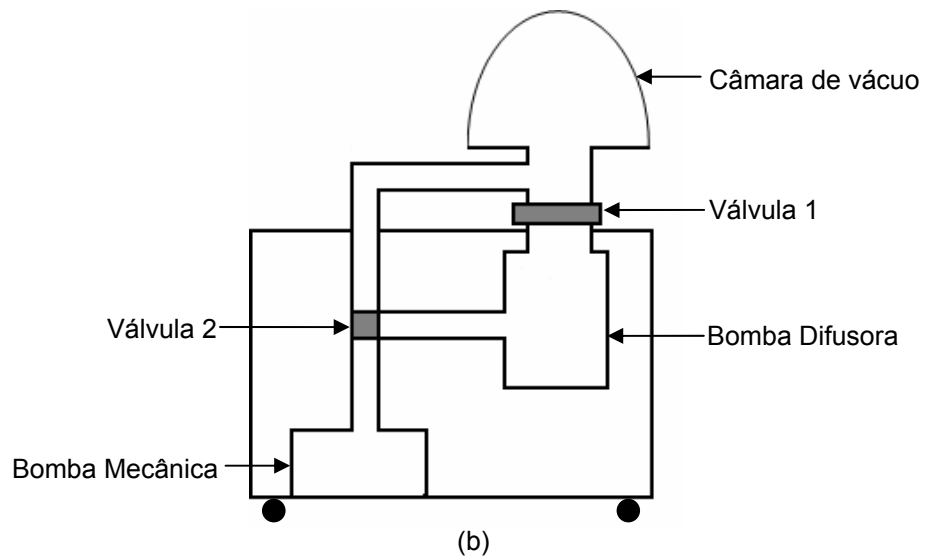 Câmara de vácuo
Válvula 1
Válvula 2
Bomba Difusora
Bomba Mecânica
(b)